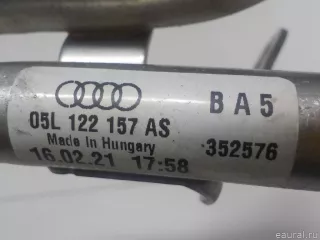 BA5
05L 122 157 AS
Made in Hungary
352576
16.02.21 17:58
© eaural.ru